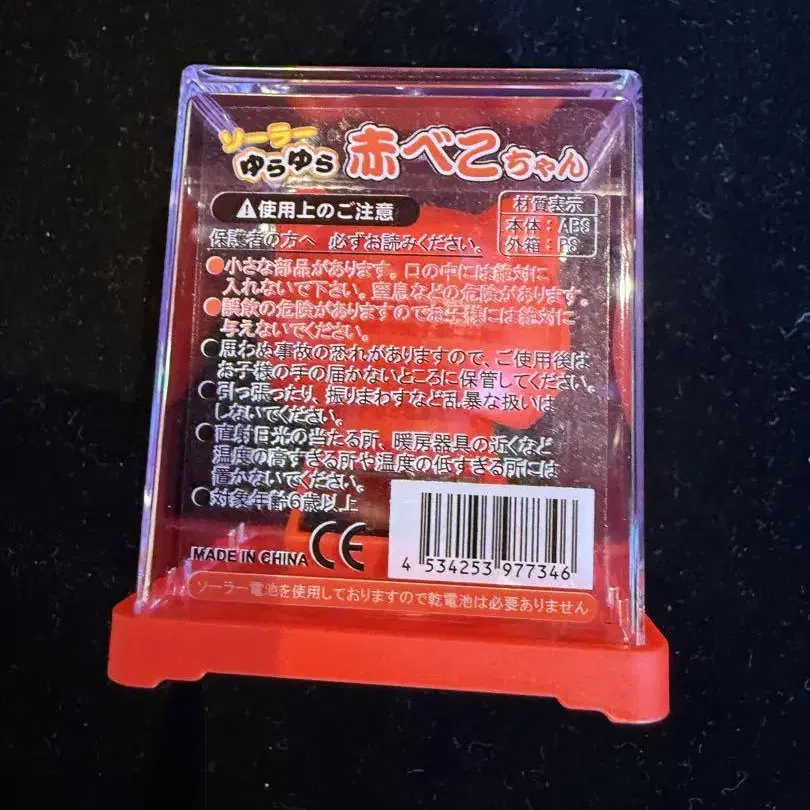 ソーラー
ゆらゆら 赤べこちゃん
⚠使用上のご注意
材質表示
本体：ABS
外箱：PS
保護者の方へ 必ずお読みください。
●小さな部品があります。口の中には絶対に
入れないで下さい。窒息などの危険があります。
●誤飲の危険がありますのでお子様には絶対に
与えないでください。
●思わぬ事故の恐れがありますので、ご使用後は
お子様の手の届かないところに保管してください。
●引っ張ったり、振りまわすなど乱暴な扱いは
しないでください。
●直射日光の当たる所、暖房器具の近くなど
温度の高すぎる所や温度の低すぎる所には
置かないでください。
●対象年齢6歳以上
MADE IN CHINA CE
4 534253 977346
ソーラー電池を使用しておりますので乾電池は必要ありません